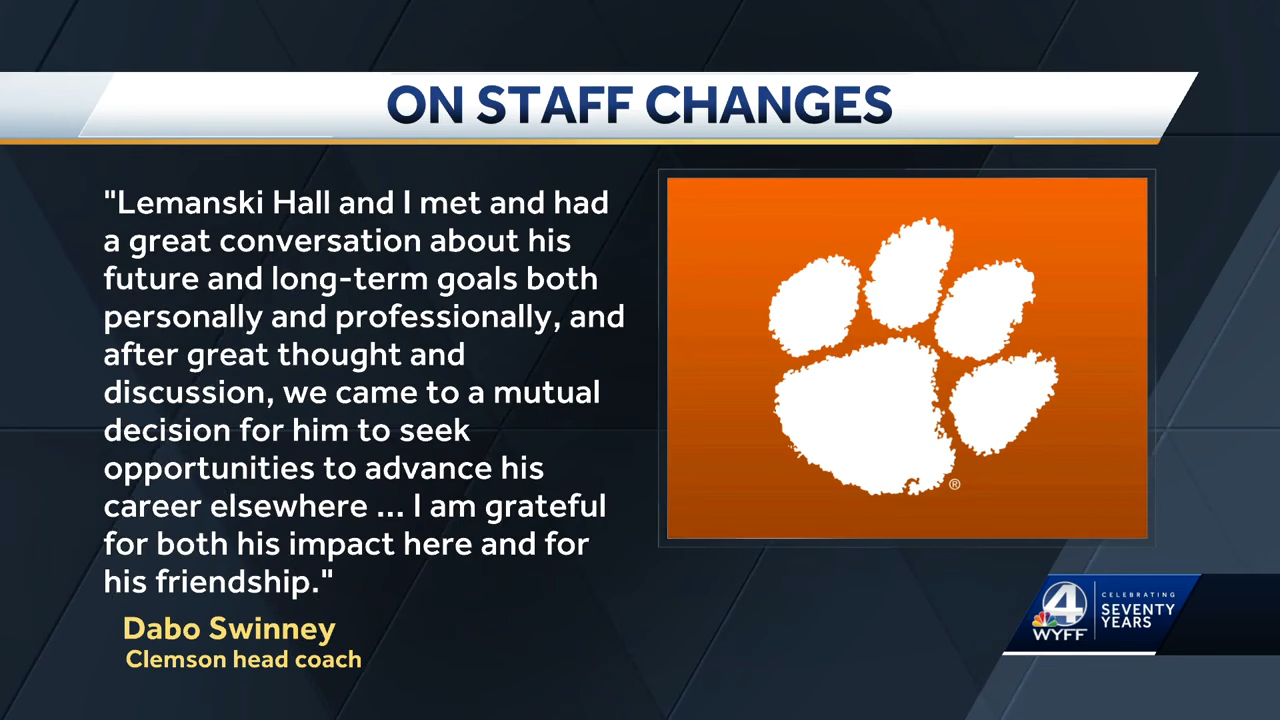 ON STAFF CHANGES
"Lemanski Hall and I met and had
a great conversation about his
future and long-term goals both
personally and professionally, and
after great thought and
discussion, we came to a mutual
decision for him to seek
opportunities to advance his
career elsewhere ... I am grateful
for both his impact here and for
his friendship."
Dabo Swinney
Clemson head coach
®
4
WYFF
CELEBRATING
SEVENTY
YEARS